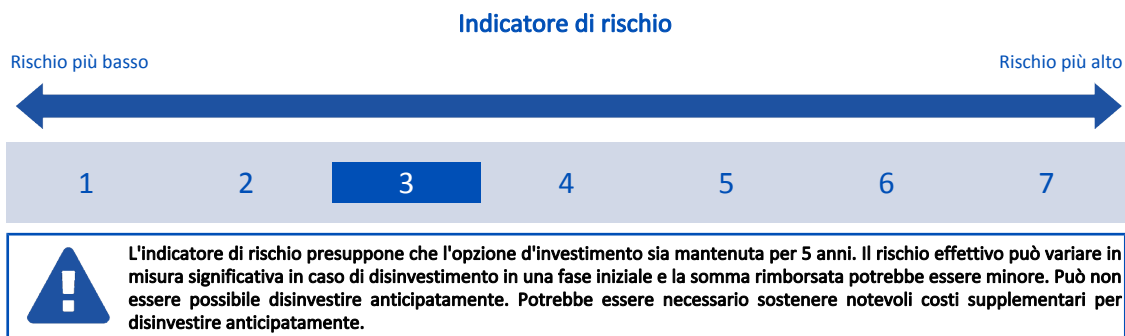 Indicatore di rischio
Rischio più basso
Rischio più alto
1 2 3 4 5 6 7
L'indicatore di rischio presuppone che l'opzione d'investimento sia mantenuta per 5 anni. Il rischio effettivo può variare in
misura significativa in caso di disinvestimento in una fase iniziale e la somma rimborsata potrebbe essere minore. Può non
essere possibile disinvestire anticipatamente. Potrebbe essere necessario sostenere notevoli costi supplementari per
disinvestire anticipatamente.